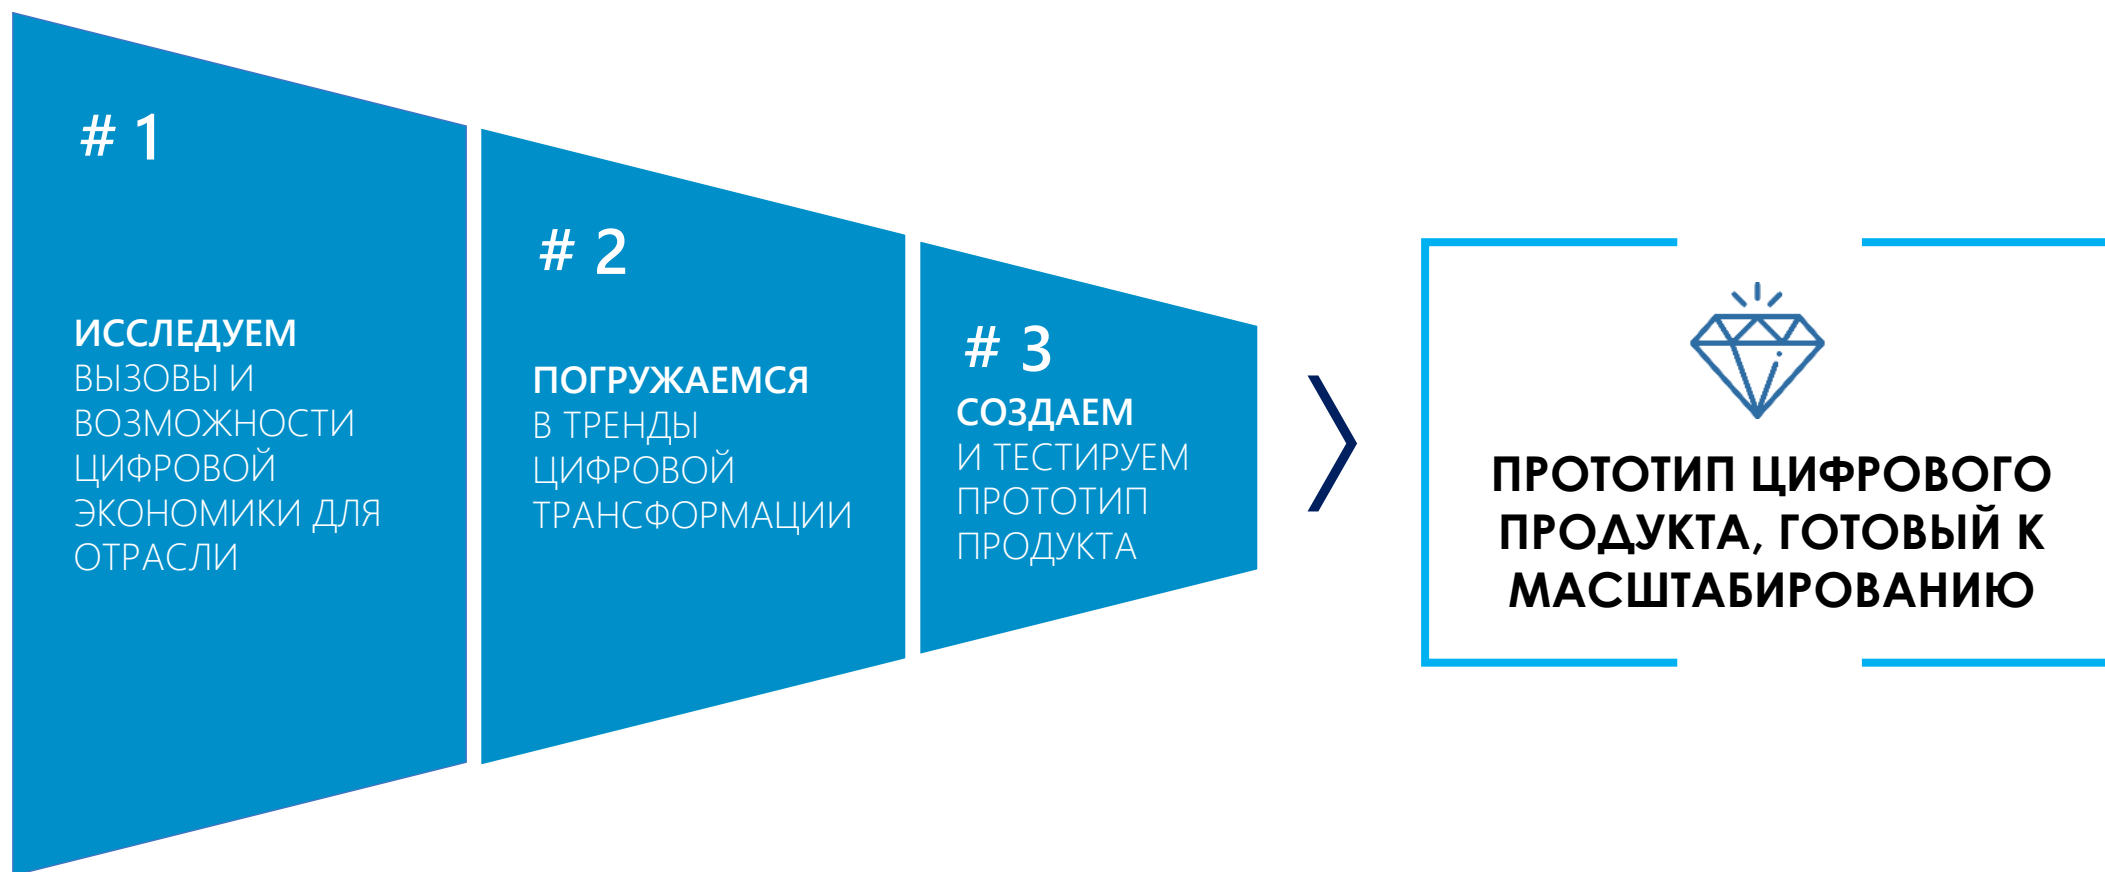 # 1
ИССЛЕДУЕМ
ВЫЗОВЫ И
ВОЗМОЖНОСТИ
ЦИФРОВОЙ
ЭКОНОМИКИ ДЛЯ
ОТРАСЛИ
# 2
ПОГРУЖАЕМСЯ
В ТРЕНДЫ
ЦИФРОВОЙ
ТРАНСФОРМАЦИИ
# 3
СОЗДАЕМ
И ТЕСТИРУЕМ
ПРОТОТИП
ПРОДУКТА
ПРОТОТИП ЦИФРОВОГО
ПРОДУКТА, ГОТОВЫЙ К
МАСШТАБИРОВАНИЮ